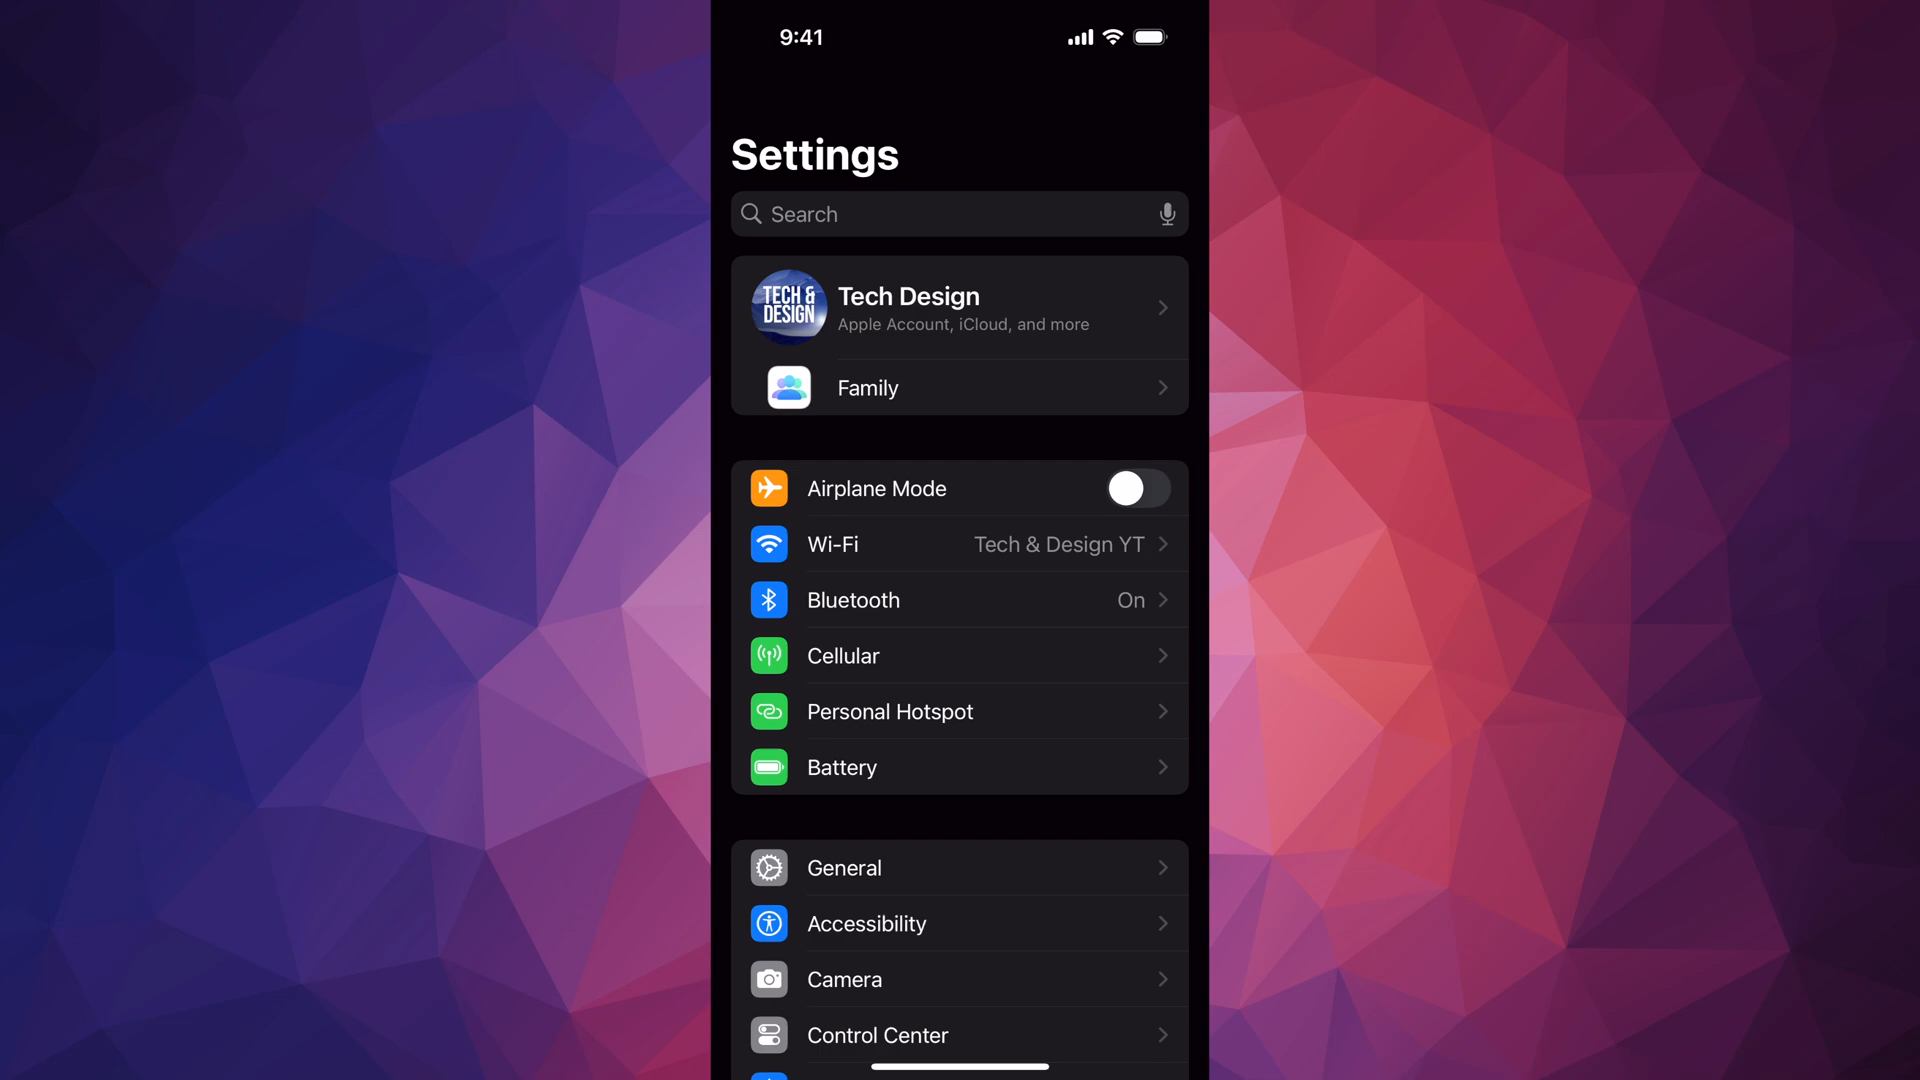 9:41
Settings
Search
TECH &
DESIGN
Tech Design
Apple Account, iCloud, and more
Family
Airplane Mode
Wi-Fi Tech & Design YT
Bluetooth On
Cellular
Personal Hotspot
Battery
General
Accessibility
Camera
Control Center